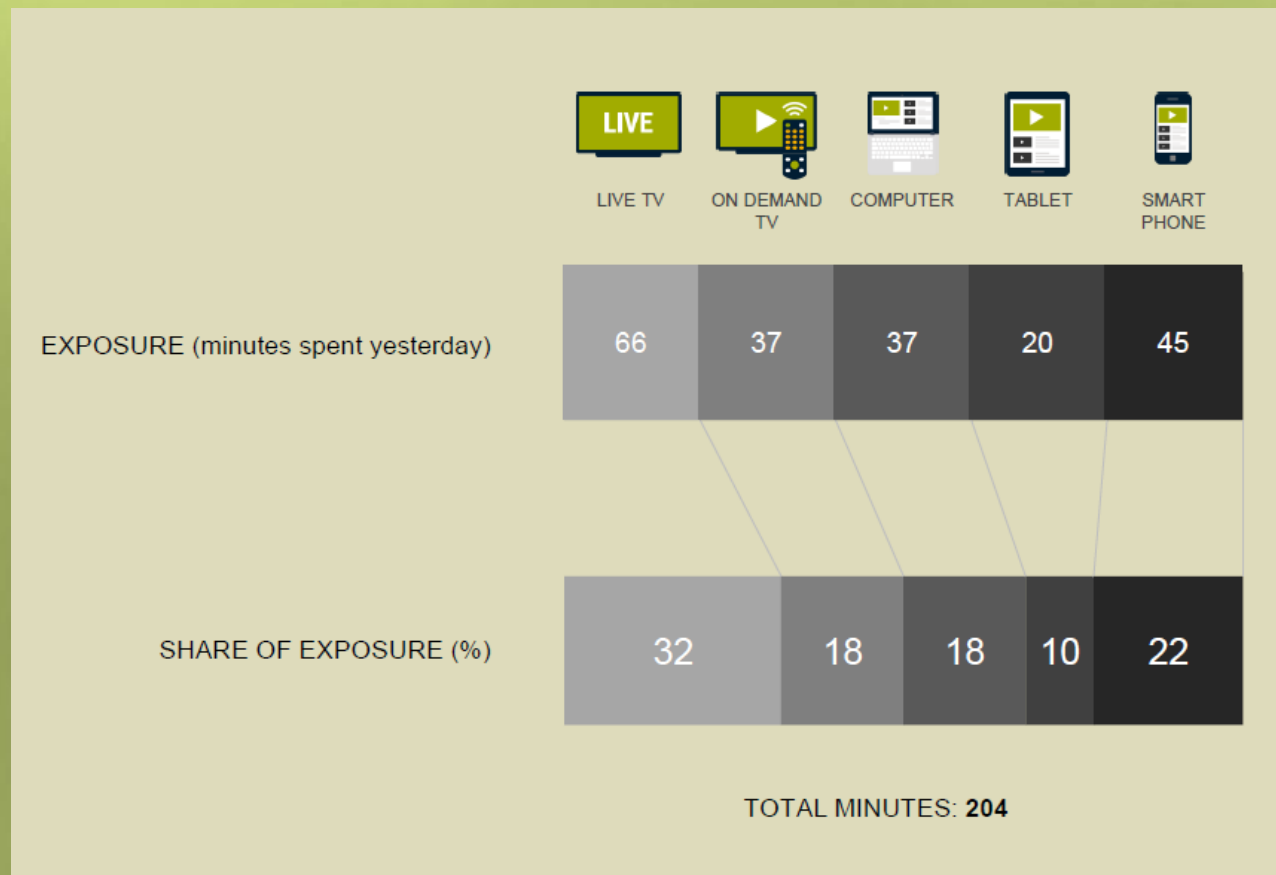 LIVE
LIVE TV
ON DEMAND
TV
COMPUTER
TABLET
SMART
PHONE
EXPOSURE (minutes spent yesterday)
66 37 37 20 45
SHARE OF EXPOSURE (%)
32 18 18 10 22
TOTAL MINUTES: 204